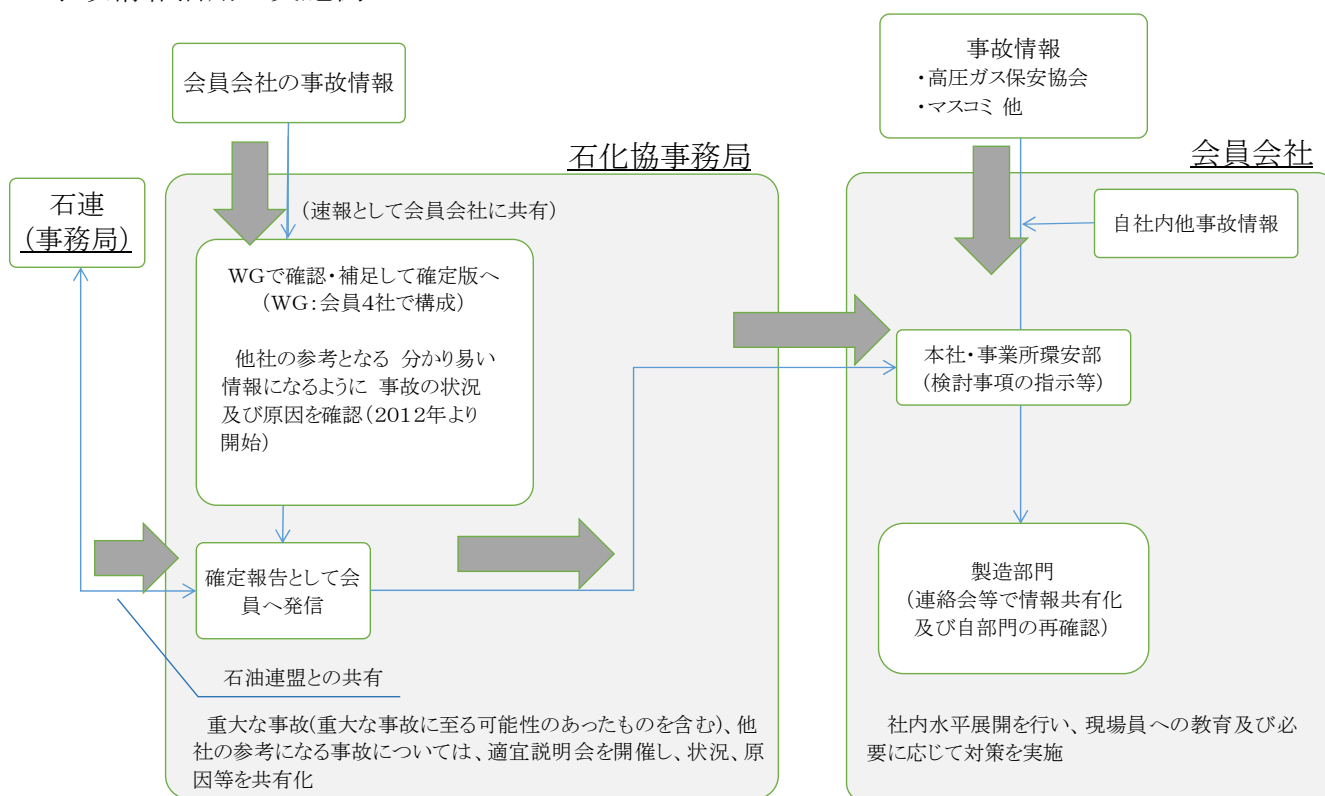 会員会社の事故情報
事故情報
・高圧ガス保安協会
・マスコミ 他
石化協事務局
会員会社
石連
(事務局)
(速報として会員会社に共有)
自社内他事故情報
WGで確認・補足して確定版へ
(WG:会員4社で構成)
他社の参考となる 分かり易い
情報になるように 事故の状況
及び原因を確認(2012年より
開始)
本社・事業所環安部
(検討事項の指示等)
確定報告として会
員へ発信
製造部門
(連絡会等で情報共有化
及び自部門の再確認)
石油連盟との共有
重大な事故(重大な事故に至る可能性のあったものを含む)、他
社の参考になる事故については、適宜説明会を開催し、状況、原
因等を共有化
社内水平展開を行い、現場員への教育及び必
要に応じて対策を実施